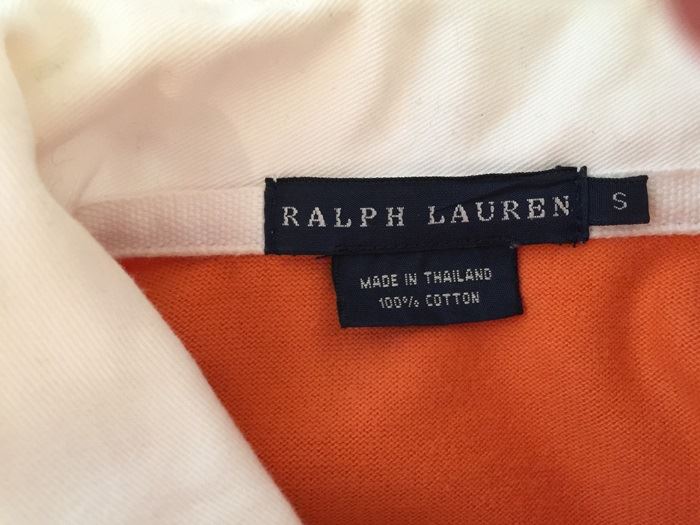 RALPH LAUREN
S
MADE IN THAILAND
100% COTTON